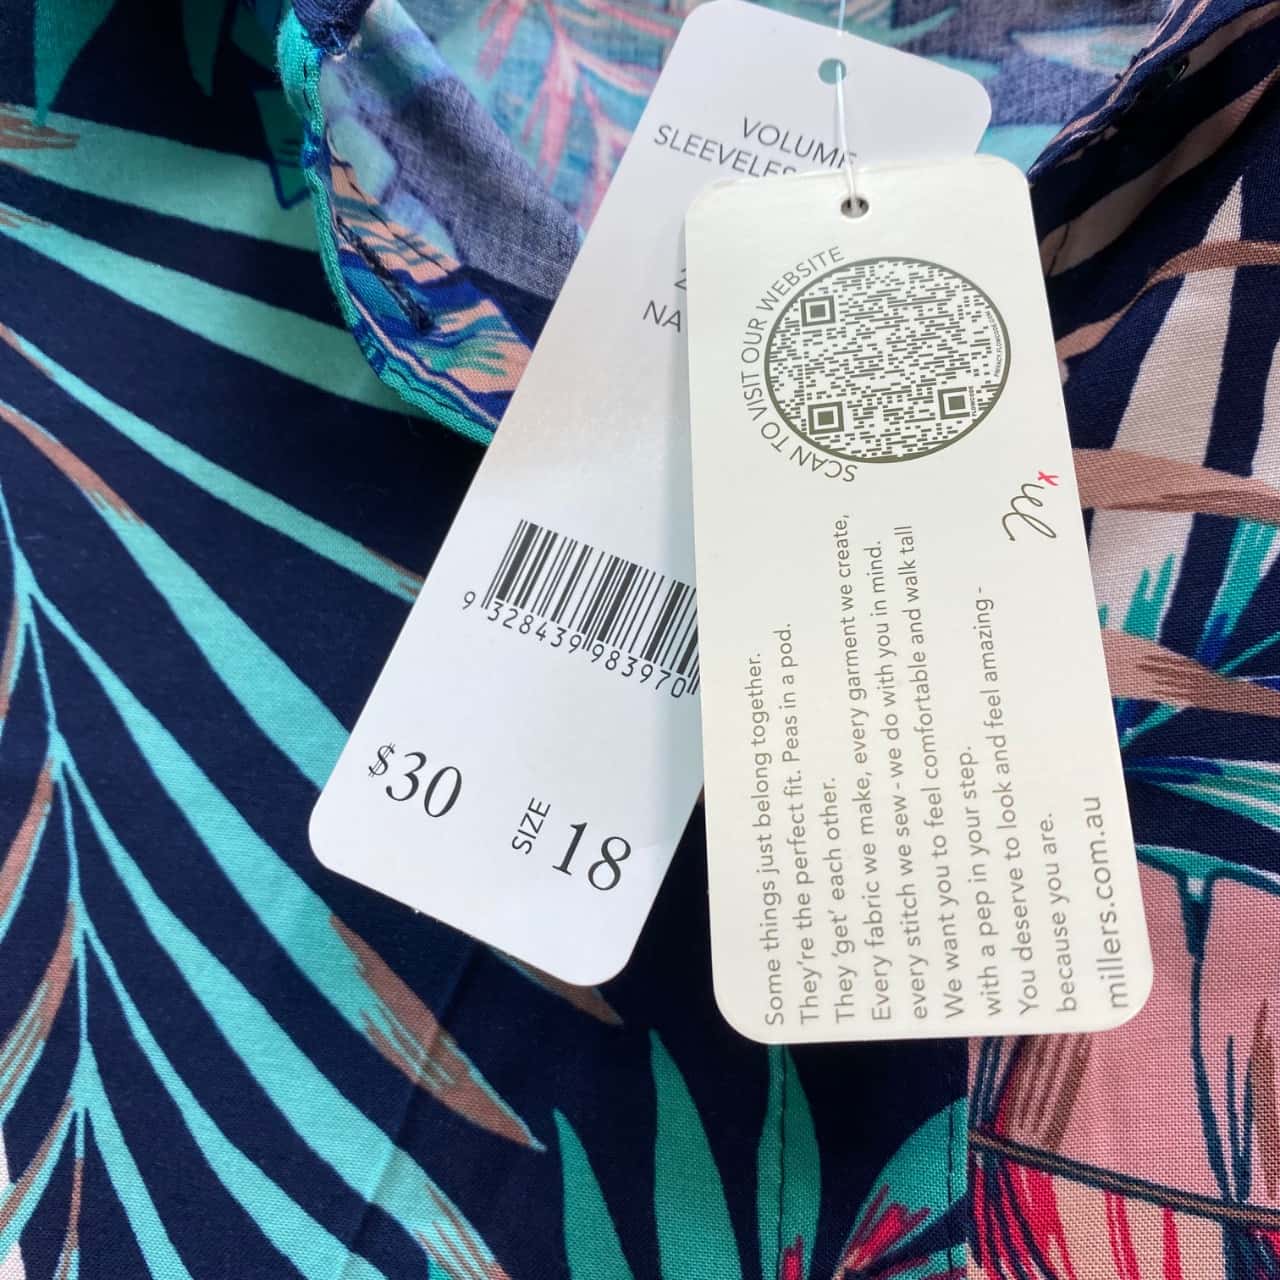 VOLUME
NA
9 328439 983970
$30
SIZE 18
SCAN TO VISIT OUR WEBSITE
Some things just belong together.
They're the perfect fit. Peas in a pod.
They 'get' each other.
Every fabric we make, every garment we create,
every stitch we sew - we do with you in mind.
We want you to feel comfortable and walk tall
with a pep in your step.
You deserve to look and feel amazing -
because you are.
millers.com.au